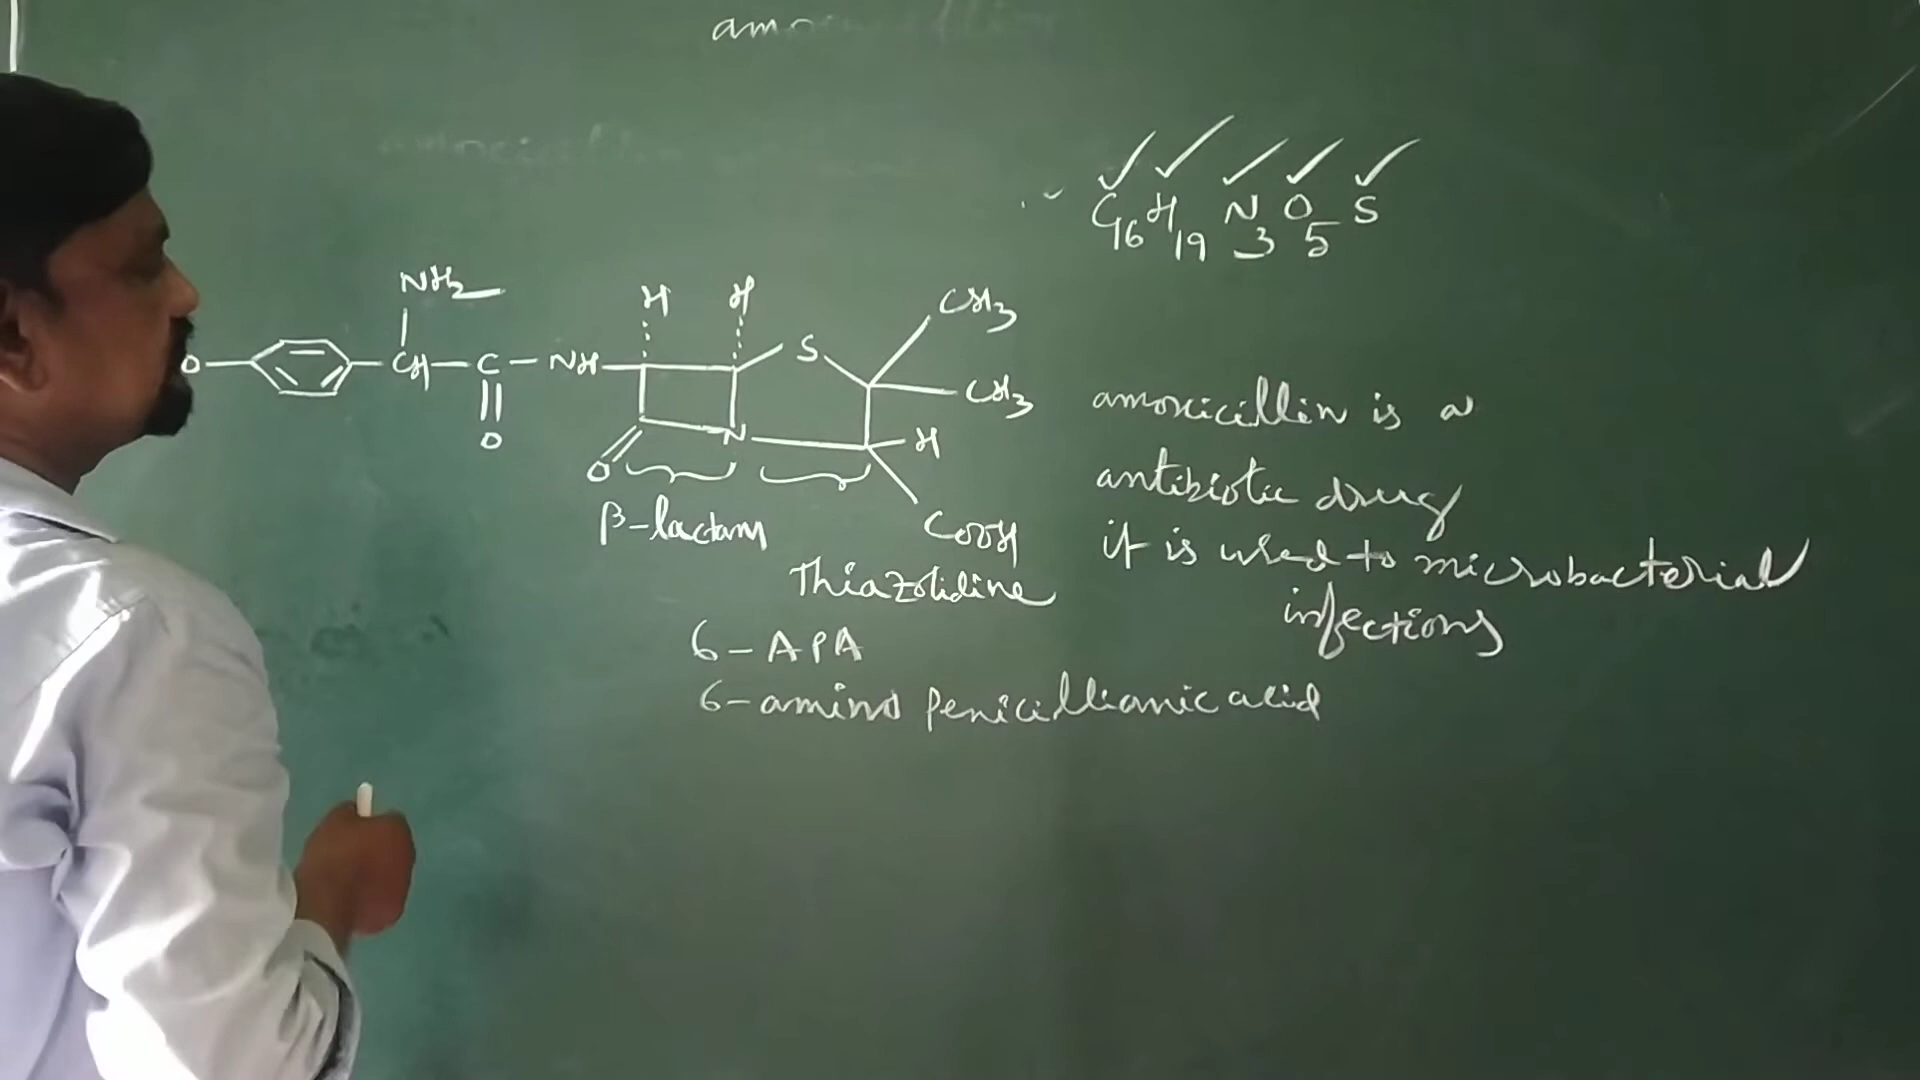 amo
C16 H19 N3 O5 S
NH2
H H
CH3
O CH C NH S
CH3
O
N
H
O
β-lactam
COOH
Thiazolidine
6-APA
6-amino penicillianic acid
amoxicillin is a
antibiotic drug
it is used to microbacterial
infections